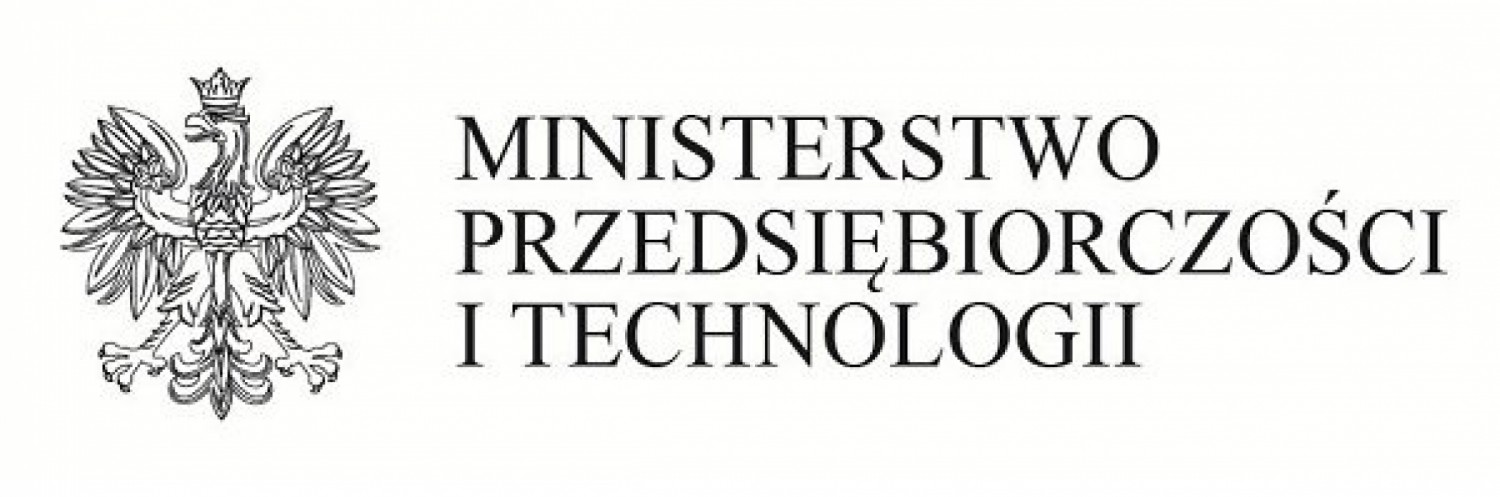 MINISTERSTWO
PRZEDSIĘBIORCZOŚCI
I TECHNOLOGII